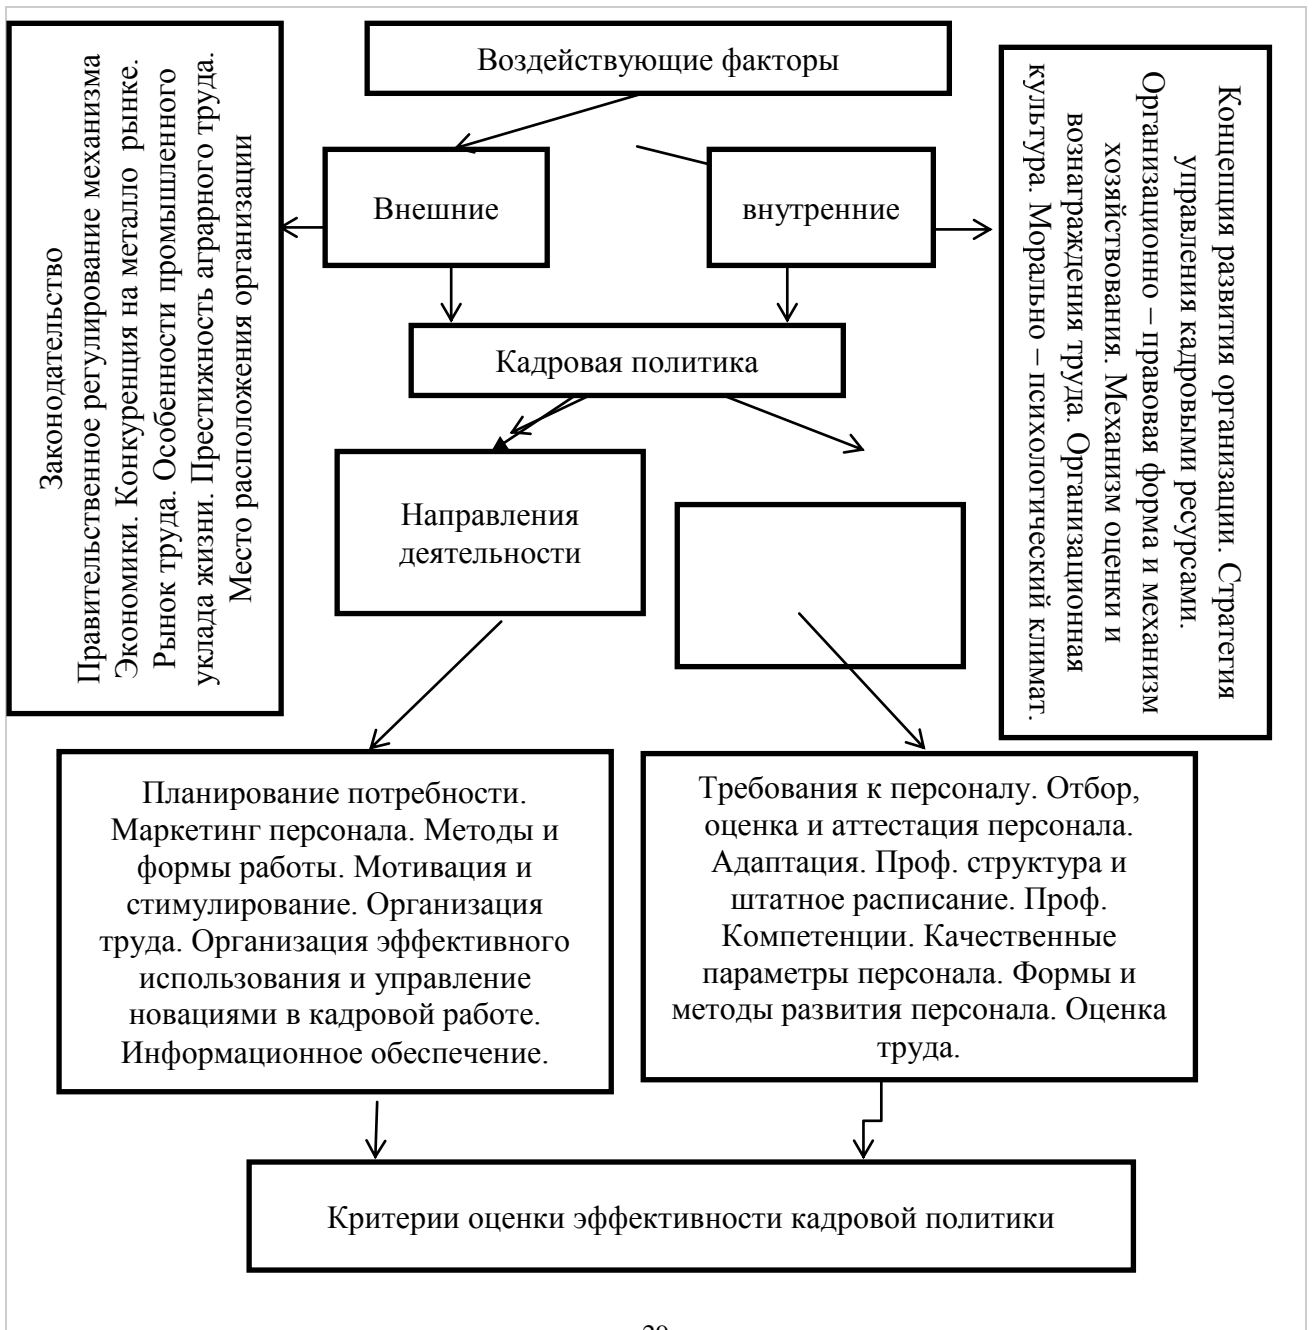 Воздействующие факторы
Законодательство
Правительственное регулирование механизма
Экономики. Конкуренция на металло рынке.
Рынок труда. Особенности промышленного
уклада жизни. Престижность аграрного труда.
Место расположения организации
Внешние
внутренние
Концепция развития организации. Стратегия
управления кадровыми ресурсами.
Организационно – правовая форма и механизм
хозяйствования. Механизм оценки и
вознаграждения труда. Организационная
культура. Морально – психологический климат.
Кадровая политика
Направления
деятельности
Планирование потребности.
Маркетинг персонала. Методы и
формы работы. Мотивация и
стимулирование. Организация
труда. Организация эффективного
использования и управление
новациями в кадровой работе.
Информационное обеспечение.
Требования к персоналу. Отбор,
оценка и аттестация персонала.
Адаптация. Проф. структура и
штатное расписание. Проф.
Компетенции. Качественные
параметры персонала. Формы и
методы развития персонала. Оценка
труда.
Критерии оценки эффективности кадровой политики